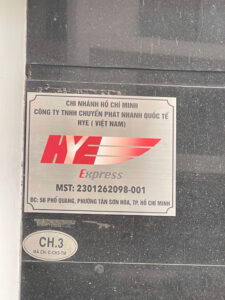 CHI NHÁNH HỒ CHÍ MINH
CÔNG TY TNHH CHUYỂN PHÁT NHANH QUỐC TẾ
HYE ( VIỆT NAM)
HYE
Express
MST: 2301262098-001
ĐC: 5B PHỔ QUANG, PHƯỜNG TÂN SƠN HÒA, TP. HỒ CHÍ MINH
CH.3